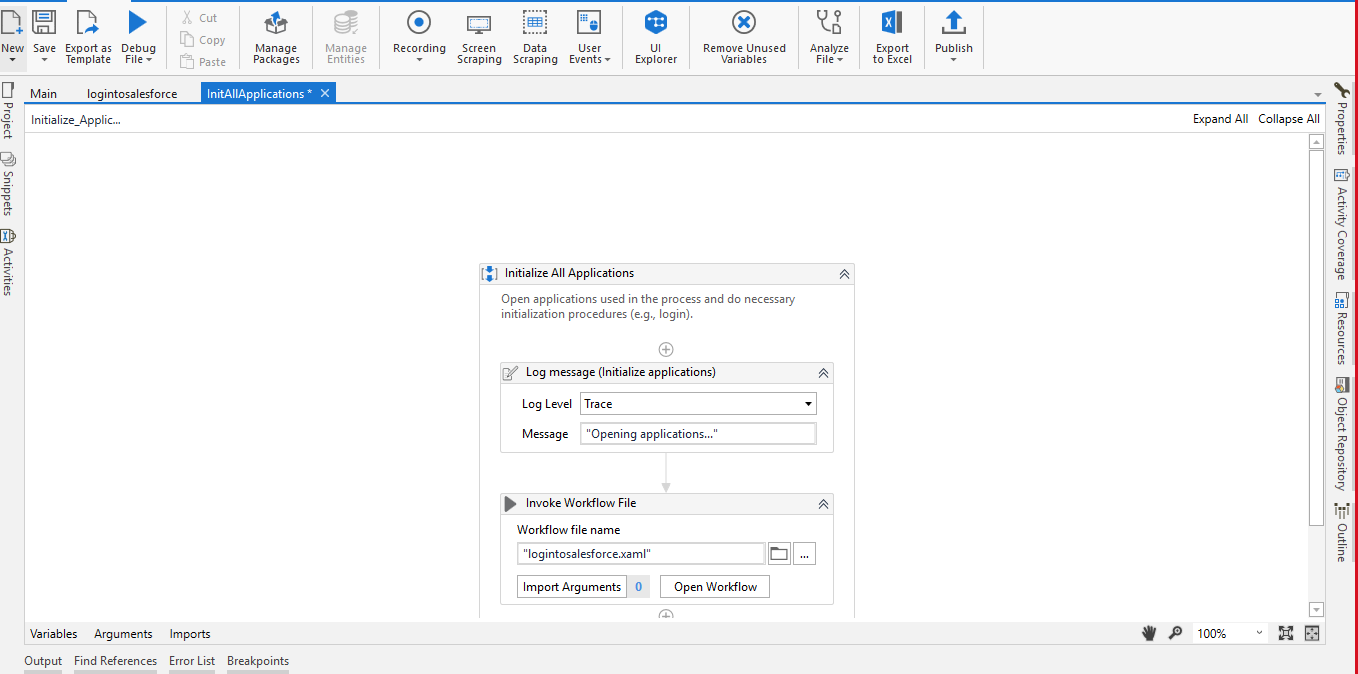 New
Save
Export as Template
Debug File
Cut
Copy
Paste
Manage Packages
Manage Entities
Recording
Screen Scraping
Data Scraping
User Events
UI Explorer
Remove Unused Variables
Analyze File
Export to Excel
Publish
Main
logintosalesforce
InitAllApplications *
Initialize_Applic...
Expand All
Collapse All
Project
Snippets
Activities
Initialize All Applications
Open applications used in the process and do necessary
initialization procedures (e.g., login).
Log message (Initialize applications)
Log Level
Trace
Message
"Opening applications..."
Invoke Workflow File
Workflow file name
"logintosalesforce.xaml"
...
Import Arguments
0
Open Workflow
Properties
Activity Coverage
Resources
Object Repository
Outline
Variables
Arguments
Imports
100%
Output
Find References
Error List
Breakpoints